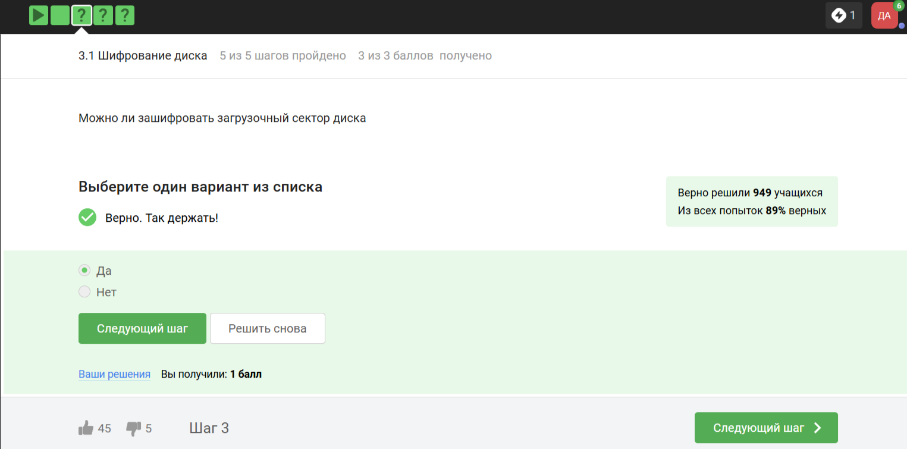 ? ? ?
1
ДА
6
3.1 Шифрование диска 5 из 5 шагов пройдено 3 из 3 баллов получено
Можно ли зашифровать загрузочный сектор диска
Выберите один вариант из списка
Верно. Так держать!
Верно решили 949 учащихся
Из всех попыток 89% верных
Да
Нет
Следующий шаг Решить снова
Ваши решения Вы получили: 1 балл
45 5 Шаг 3 Следующий шаг